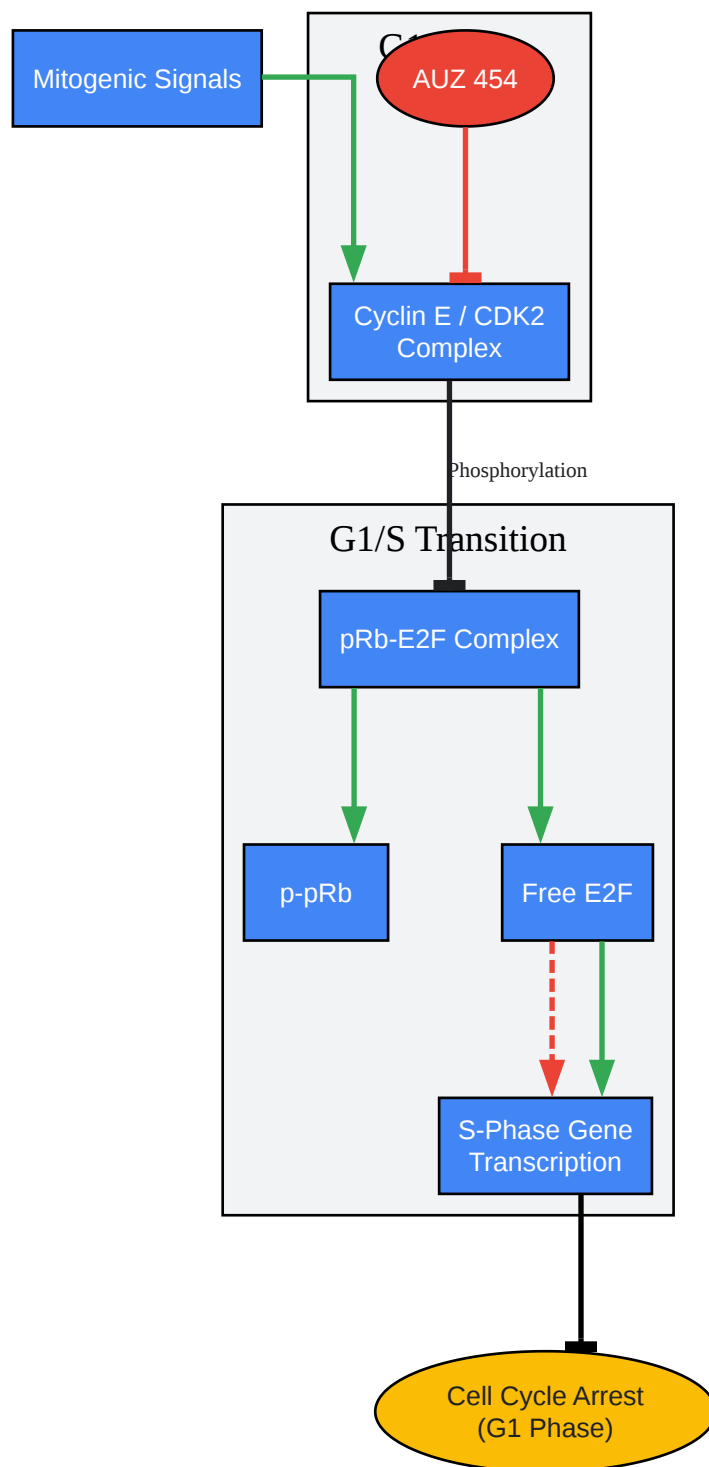 Mitogenic Signals
AUZ 454
Cyclin E / CDK2
Complex
Phosphorylation
G1/S Transition
pRb-E2F Complex
p-pRb
Free E2F
S-Phase Gene
Transcription
Cell Cycle Arrest
(G1 Phase)